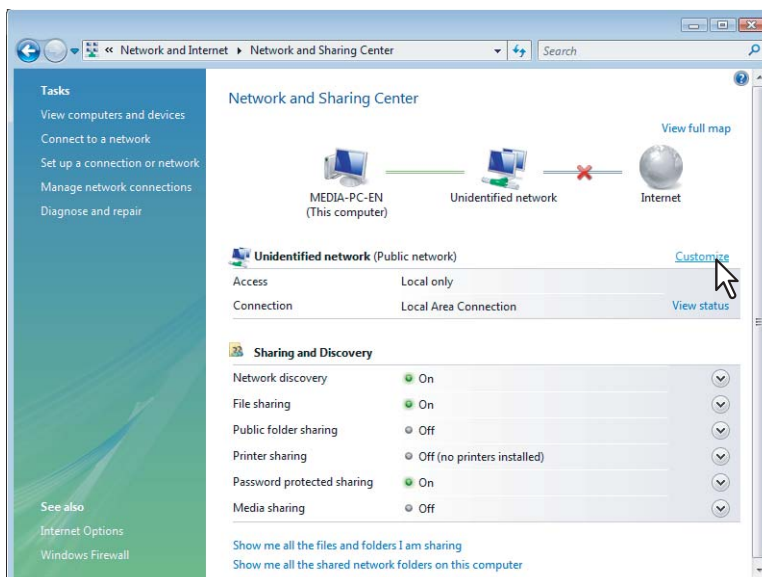 « Network and Internet ▸ Network and Sharing Center
Search
Tasks
View computers and devices
Connect to a network
Set up a connection or network
Manage network connections
Diagnose and repair
Network and Sharing Center
View full map
MEDIA-PC-EN
(This computer)
Unidentified network
Internet
Unidentified network (Public network)
Customize
Access
Local only
Connection
Local Area Connection
View status
Sharing and Discovery
Network discovery
On
File sharing
On
Public folder sharing
Off
Printer sharing
Off (no printers installed)
Password protected sharing
On
Media sharing
Off
See also
Internet Options
Windows Firewall
Show me all the files and folders I am sharing
Show me all the shared network folders on this computer